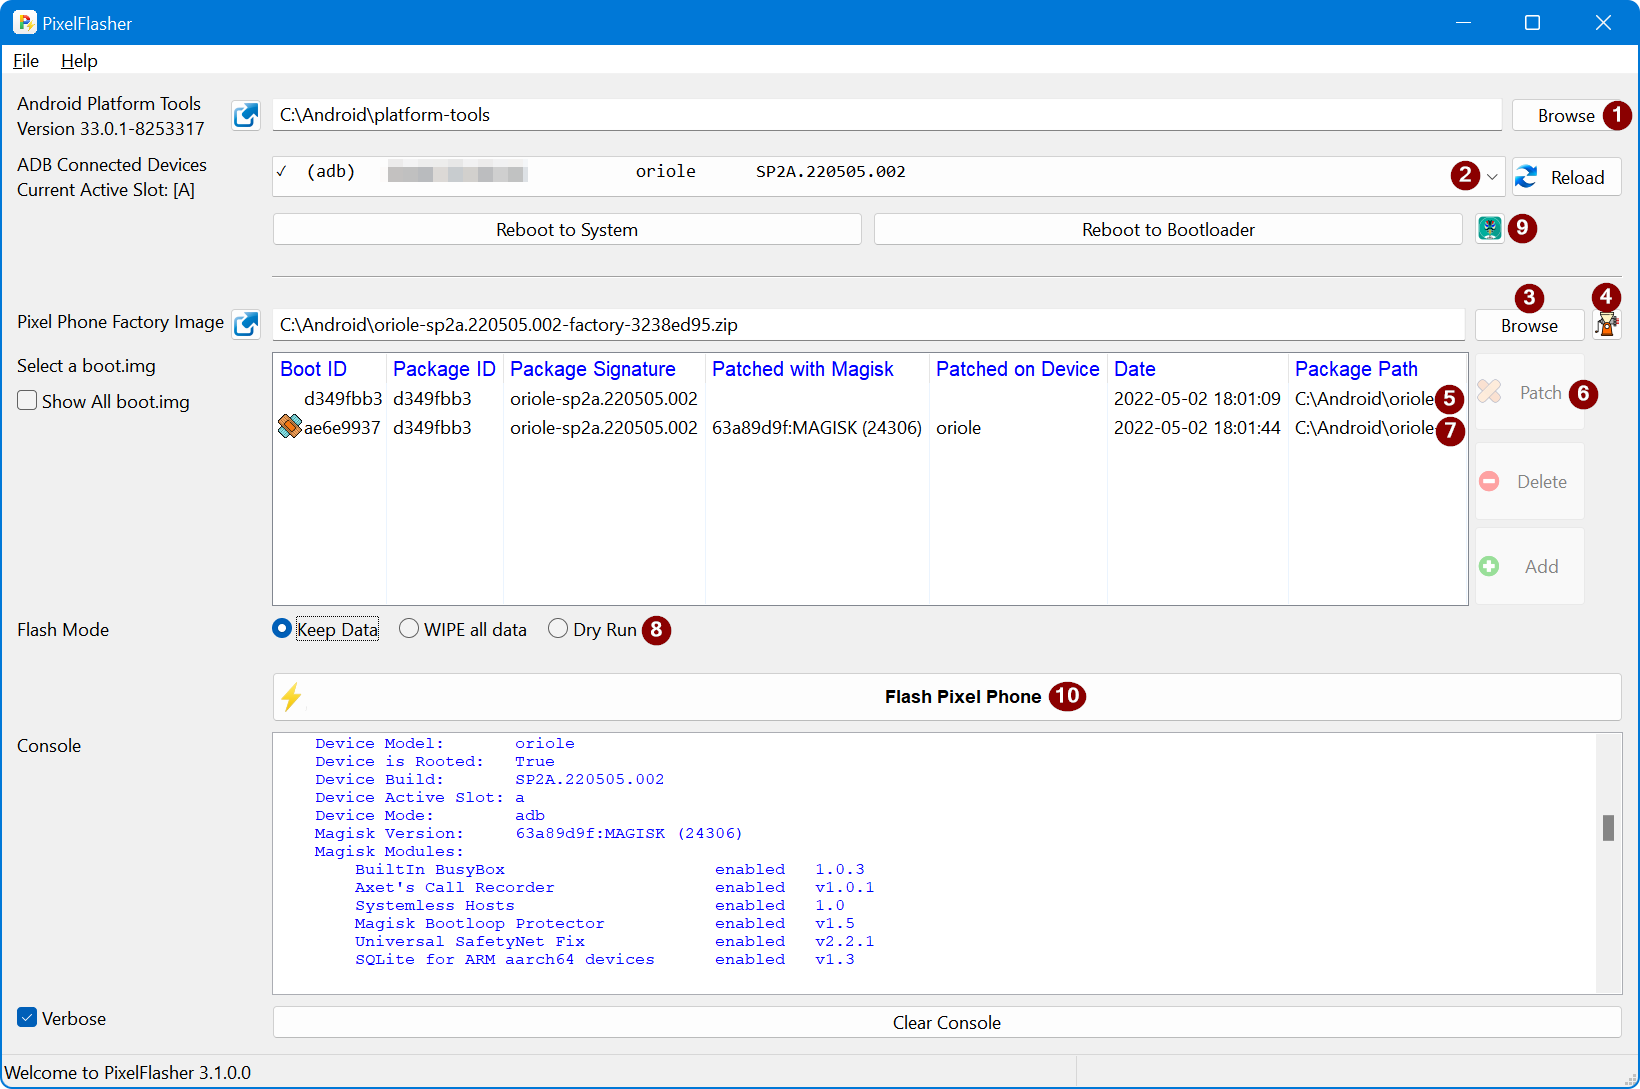 PixelFlasher
File Help
Android Platform Tools
Version 33.0.1-8253317
C:\Android\platform-tools
Browse 1
ADB Connected Devices
Current Active Slot: [A]
✓ (adb) oriole SP2A.220505.002 2
Reload
Reboot to System
Reboot to Bootloader
9
Pixel Phone Factory Image
C:\Android\oriole-sp2a.220505.002-factory-3238ed95.zip
3
Browse
4
Select a boot.img
Show All boot.img
Boot ID Package ID Package Signature Patched with Magisk Patched on Device Date Package Path
d349fbb3 d349fbb3 oriole-sp2a.220505.002 2022-05-02 18:01:09 C:\Android\oriole 5
ae6e9937 d349fbb3 oriole-sp2a.220505.002 63a89d9f:MAGISK (24306) oriole 2022-05-02 18:01:44 C:\Android\oriole- 7
Patch 6
Delete
Add
Flash Mode
Keep Data WIPE all data Dry Run 8
Flash Pixel Phone 10
Console
Device Model: oriole
Device is Rooted: True
Device Build: SP2A.220505.002
Device Active Slot: a
Device Mode: adb
Magisk Version: 63a89d9f:MAGISK (24306)
Magisk Modules:
BuiltIn BusyBox enabled 1.0.3
Axet's Call Recorder enabled v1.0.1
Systemless Hosts enabled 1.0
Magisk Bootloop Protector enabled v1.5
Universal SafetyNet Fix enabled v2.2.1
SQLite for ARM aarch64 devices enabled v1.3
Verbose
Clear Console
Welcome to PixelFlasher 3.1.0.0